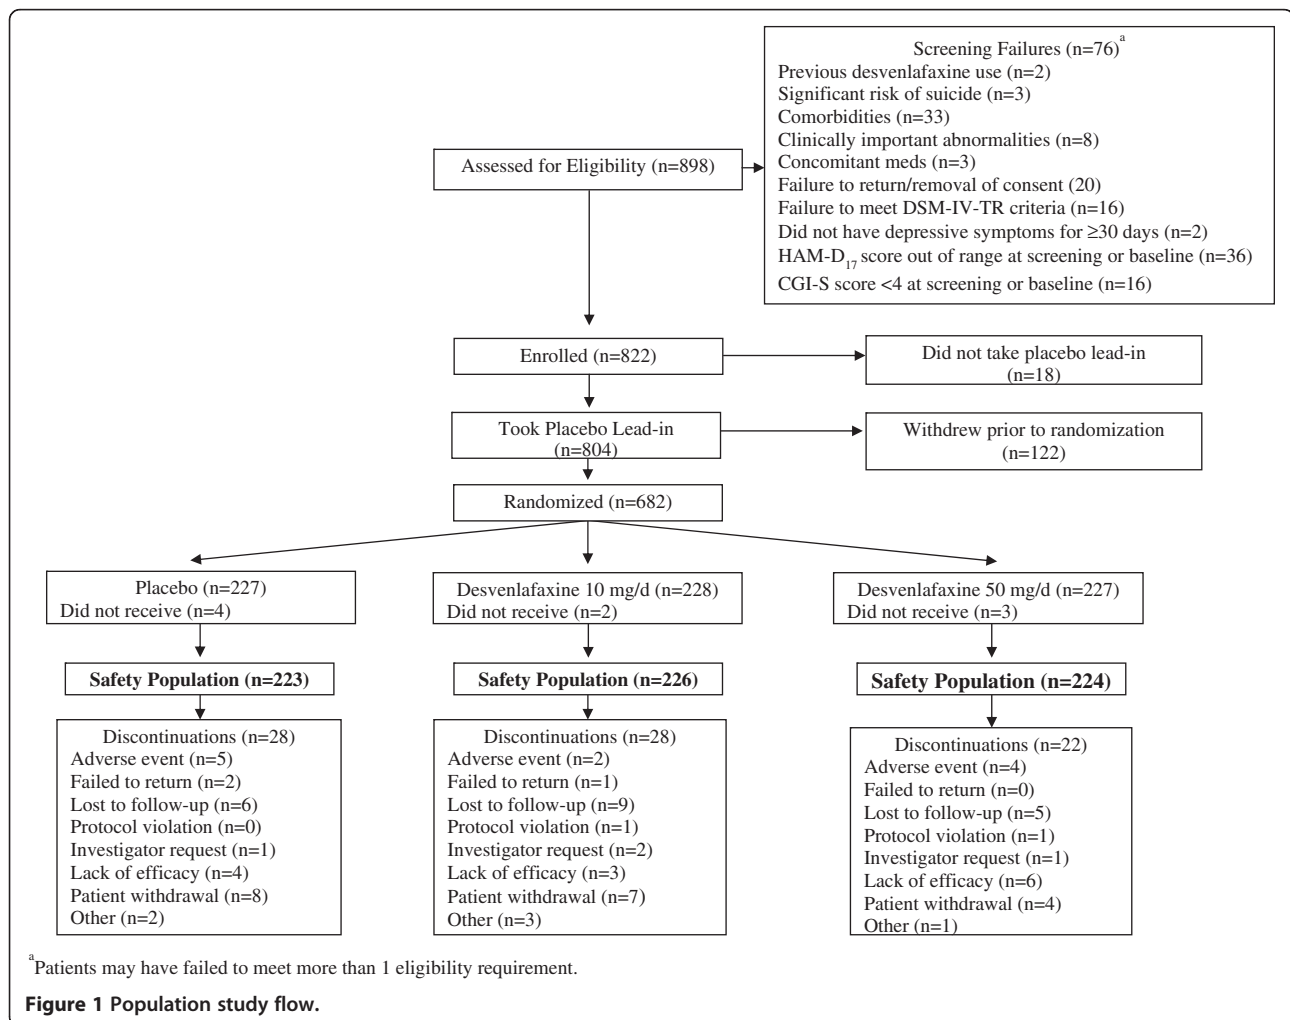 Screening Failures (n=76)a
Previous desvenlafaxine use (n=2)
Significant risk of suicide (n=3)
Comorbidities (n=33)
Clinically important abnormalities (n=8)
Concomitant meds (n=3)
Failure to return/removal of consent (20)
Failure to meet DSM-IV-TR criteria (n=16)
Did not have depressive symptoms for ≥30 days (n=2)
HAM-D17 score out of range at screening or baseline (n=36)
CGI-S score <4 at screening or baseline (n=16)
Assessed for Eligibility (n=898)
Enrolled (n=822)
Did not take placebo lead-in
(n=18)
Took Placebo Lead-in
(n=804)
Withdrew prior to randomization
(n=122)
Randomized (n=682)
Placebo (n=227)
Did not receive (n=4)
Desvenlafaxine 10 mg/d (n=228)
Did not receive (n=2)
Desvenlafaxine 50 mg/d (n=227)
Did not receive (n=3)
Safety Population (n=223)
Safety Population (n=226)
Safety Population (n=224)
Discontinuations (n=28)
Adverse event (n=5)
Failed to return (n=2)
Lost to follow-up (n=6)
Protocol violation (n=0)
Investigator request (n=1)
Lack of efficacy (n=4)
Patient withdrawal (n=8)
Other (n=2)
Discontinuations (n=28)
Adverse event (n=2)
Failed to return (n=1)
Lost to follow-up (n=9)
Protocol violation (n=1)
Investigator request (n=2)
Lack of efficacy (n=3)
Patient withdrawal (n=7)
Other (n=3)
Discontinuations (n=22)
Adverse event (n=4)
Failed to return (n=0)
Lost to follow-up (n=5)
Protocol violation (n=1)
Investigator request (n=1)
Lack of efficacy (n=6)
Patient withdrawal (n=4)
Other (n=1)
aPatients may have failed to meet more than 1 eligibility requirement.
Figure 1 Population study flow.